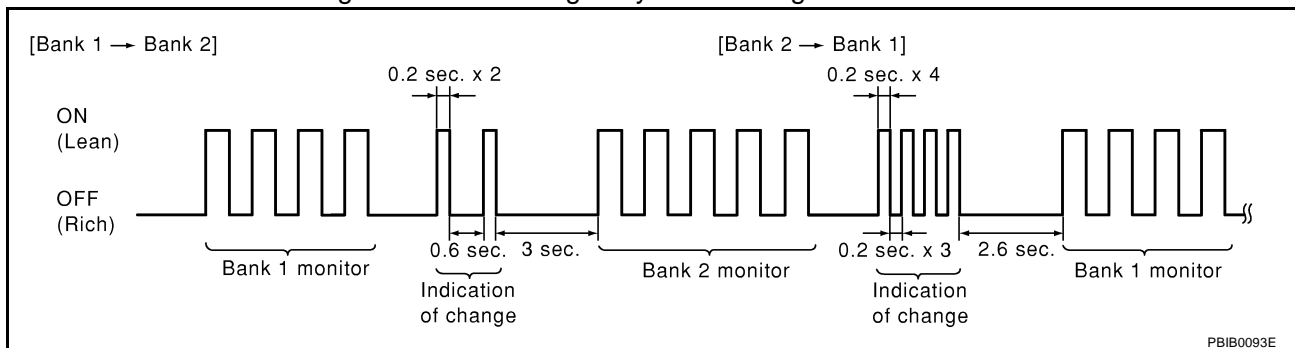 [Bank 1 → Bank 2]
[Bank 2 → Bank 1]
0.2 sec. x 2
0.2 sec. x 4
ON
(Lean)
OFF
(Rich)
0.6 sec.
3 sec.
0.2 sec. x 3
2.6 sec.
Bank 1 monitor
Indication
of change
Bank 2 monitor
Indication
of change
Bank 1 monitor
PBIB0093E